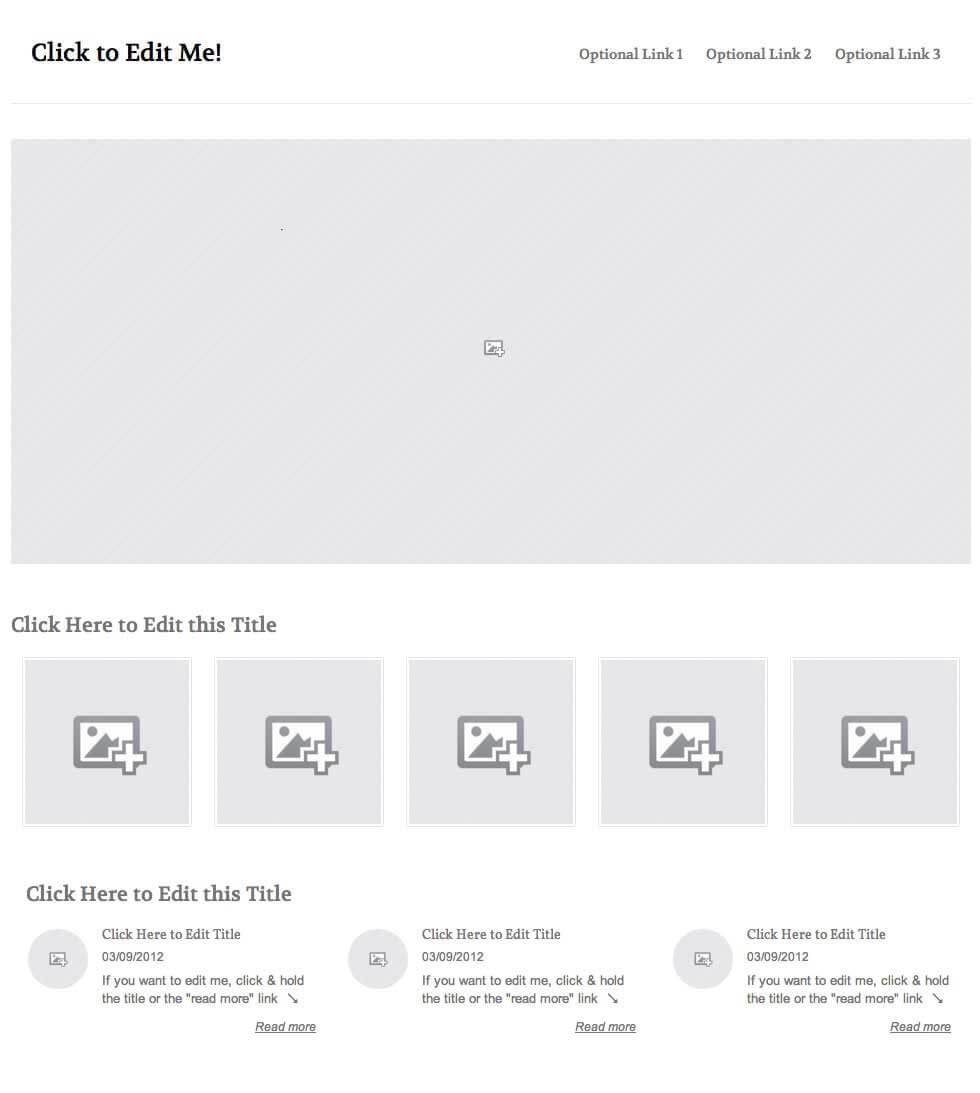 Click to Edit Me!
Optional Link 1 Optional Link 2 Optional Link 3
Click Here to Edit this Title
Click Here to Edit this Title
Click Here to Edit Title
03/09/2012
If you want to edit me, click & hold
the title or the "read more" link ↘
Read more
Click Here to Edit Title
03/09/2012
If you want to edit me, click & hold
the title or the "read more" link ↘
Read more
Click Here to Edit Title
03/09/2012
If you want to edit me, click & hold
the title or the "read more" link ↘
Read more